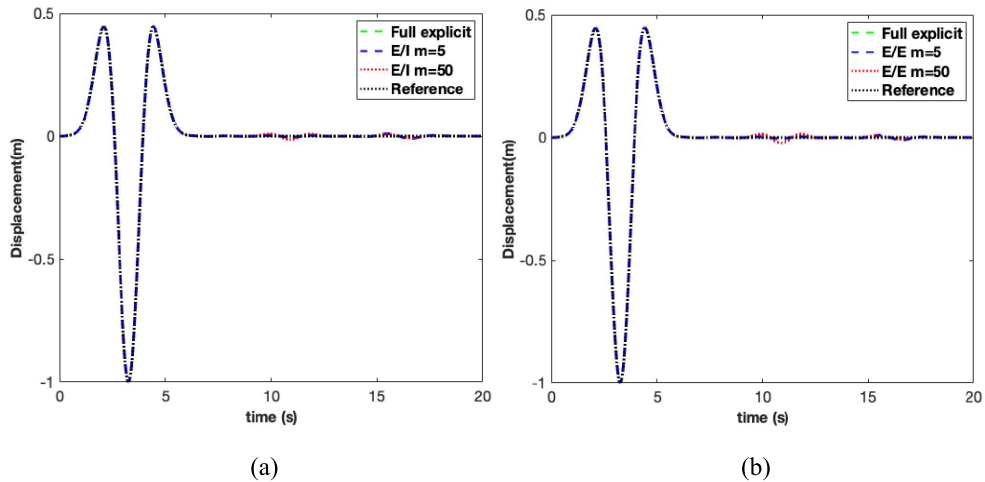 0.5
0
-0.5
-1
Displacement(m)
Full explicit
E/I m=5
E/I m=50
Reference
0 5 10 15 20
time (s)
(a)
0.5
0
-0.5
-1
Displacement(m)
Full explicit
E/E m=5
E/E m=50
Reference
0 5 10 15 20
time (s)
(b)